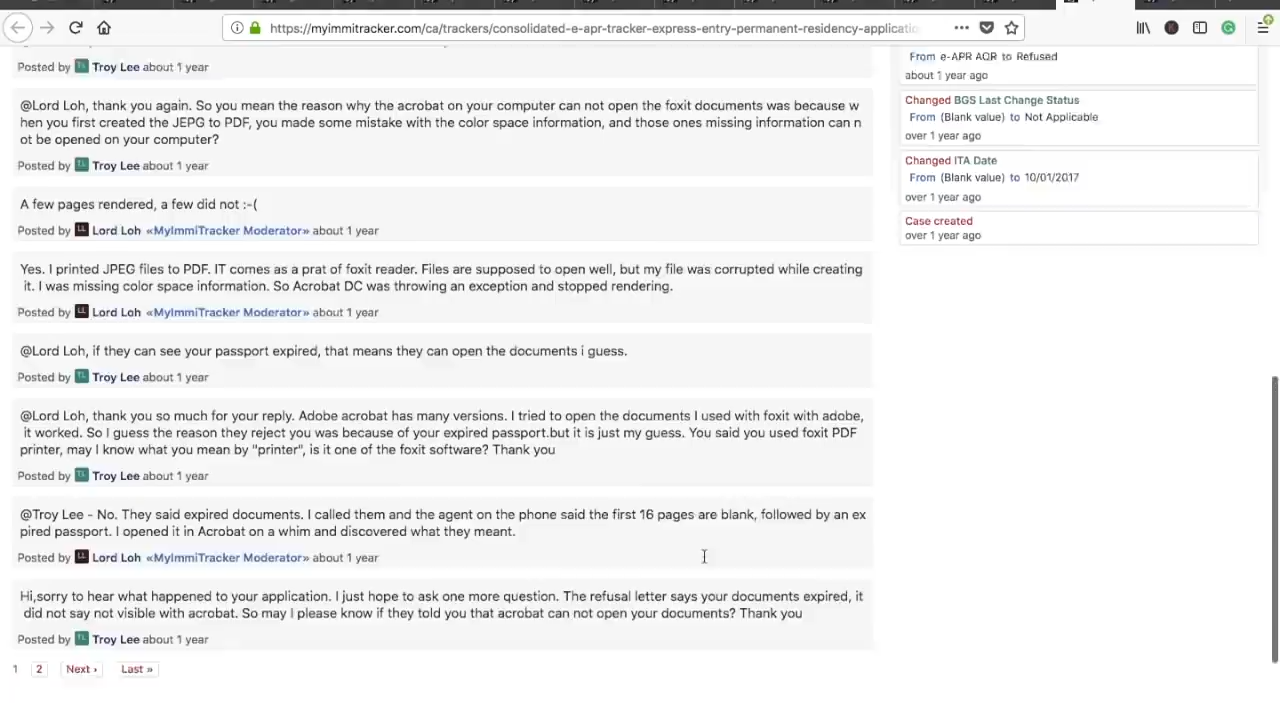 https://myimmitracker.com/ca/trackers/consolidated-e-apr-tracker-express-entry-permanent-residency-applicatio
Posted by TL Troy Lee about 1 year
@Lord Loh, thank you again. So you mean the reason why the acrobat on your computer can not open the foxit documents was because w
hen you first created the JEPG to PDF, you made some mistake with the color space information, and those ones missing information can n
ot be opened on your computer?
Posted by TL Troy Lee about 1 year
A few pages rendered, a few did not :-(
Posted by LL Lord Loh «MyImmiTracker Moderator» about 1 year
Yes. I printed JPEG files to PDF. IT comes as a prat of foxit reader. Files are supposed to open well, but my file was corrupted while creating
it. I was missing color space information. So Acrobat DC was throwing an exception and stopped rendering.
Posted by LL Lord Loh «MyImmiTracker Moderator» about 1 year
@Lord Loh, if they can see your passport expired, that means they can open the documents i guess.
Posted by TL Troy Lee about 1 year
@Lord Loh, thank you so much for your reply. Adobe acrobat has many versions. I tried to open the documents I used with foxit with adobe,
it worked. So I guess the reason they reject you was because of your expired passport.but it is just my guess. You said you used foxit PDF
printer, may I know what you mean by "printer", is it one of the foxit software? Thank you
Posted by TL Troy Lee about 1 year
@Troy Lee - No. They said expired documents. I called them and the agent on the phone said the first 16 pages are blank, followed by an ex
pired passport. I opened it in Acrobat on a whim and discovered what they meant.
Posted by LL Lord Loh «MyImmiTracker Moderator» about 1 year
Hi,sorry to hear what happened to your application. I just hope to ask one more question. The refusal letter says your documents expired, it
did not say not visible with acrobat. So may I please know if they told you that acrobat can not open your documents? Thank you
Posted by TL Troy Lee about 1 year
1 2 Next › Last »
From e-APR AOR to Refused
about 1 year ago
Changed BGS Last Change Status
From (Blank value) to Not Applicable
over 1 year ago
Changed ITA Date
From (Blank value) to 10/01/2017
over 1 year ago
Case created
over 1 year ago